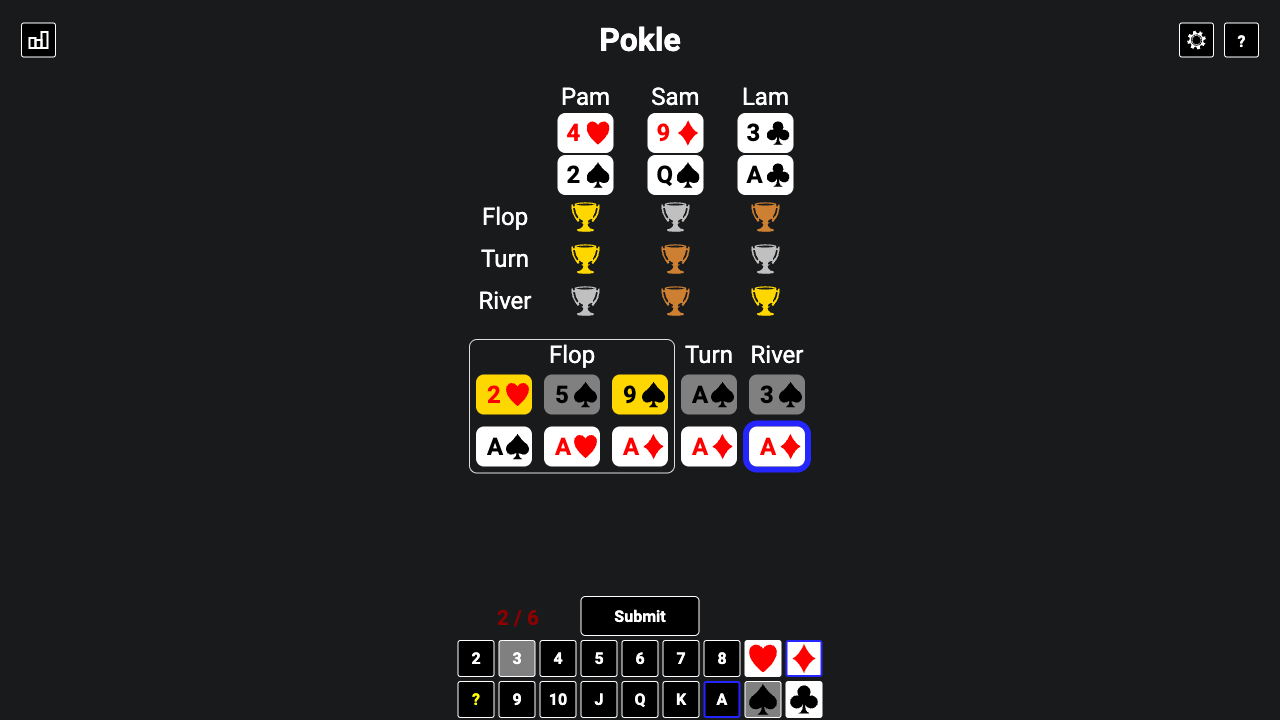 Pokle
?
Pam Sam Lam
4 9 3
2 Q A
Flop
Turn
River
Flop Turn River
2 5 9 A 3
A A A A A
2 / 6 Submit
2 3 4 5 6 7 8
? 9 10 J Q K A